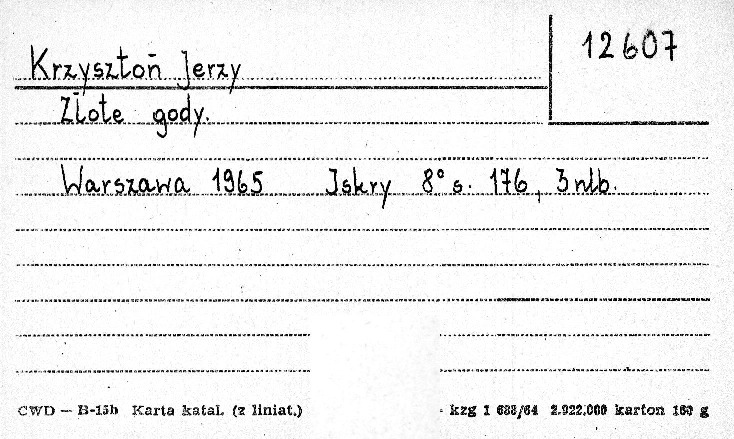 12607
Krzysztoń Jerzy
Złote gody.
Warszawa 1965 Iskry 8° s. 176, 3 nlb.
CWD — B-15b Karta katal. (z liniat.) kzg 1 688/64 2.922.000 karton 160 g